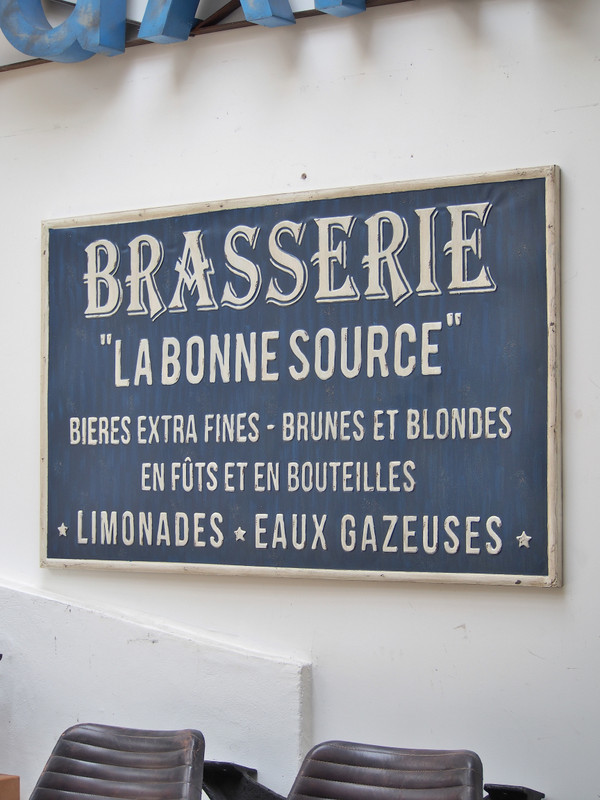 BRASSERIE
"LA BONNE SOURCE"
BIERES EXTRA FINES - BRUNES ET BLONDES
EN FÛTS ET EN BOUTEILLES
★ LIMONADES ★ EAUX GAZEUSES ★